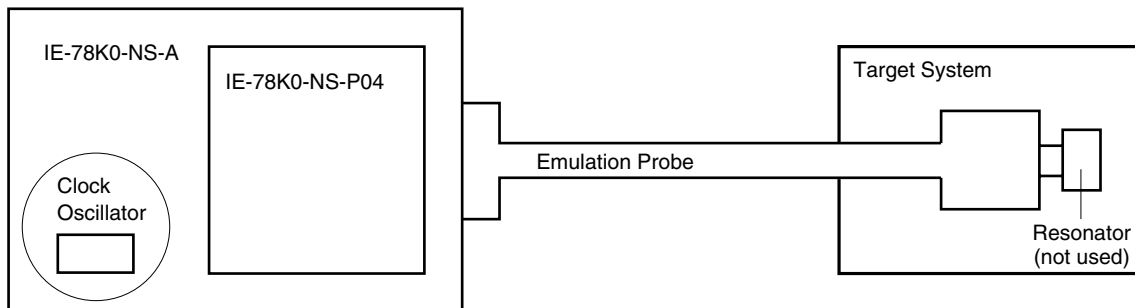 IE-78K0-NS-A
IE-78K0-NS-P04
Target System
Emulation Probe
Clock
Oscillator
Resonator
(not used)